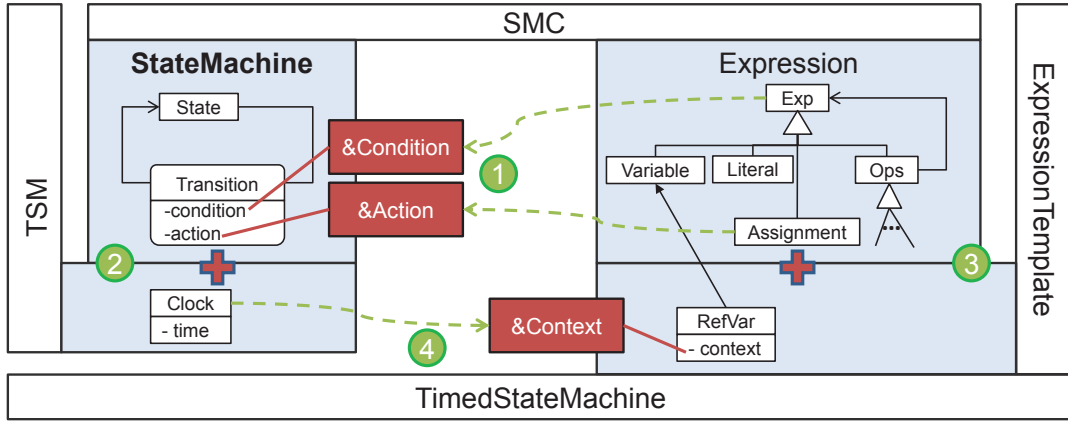 SMC
TSM
StateMachine
Expression
ExpressionTemplate
State
Exp
&Condition
1
Variable
Literal
Ops
Transition
-condition
-action
&Action
Assignment
...
2
3
Clock
- time
&Context
4
RefVar
- context
TimedStateMachine